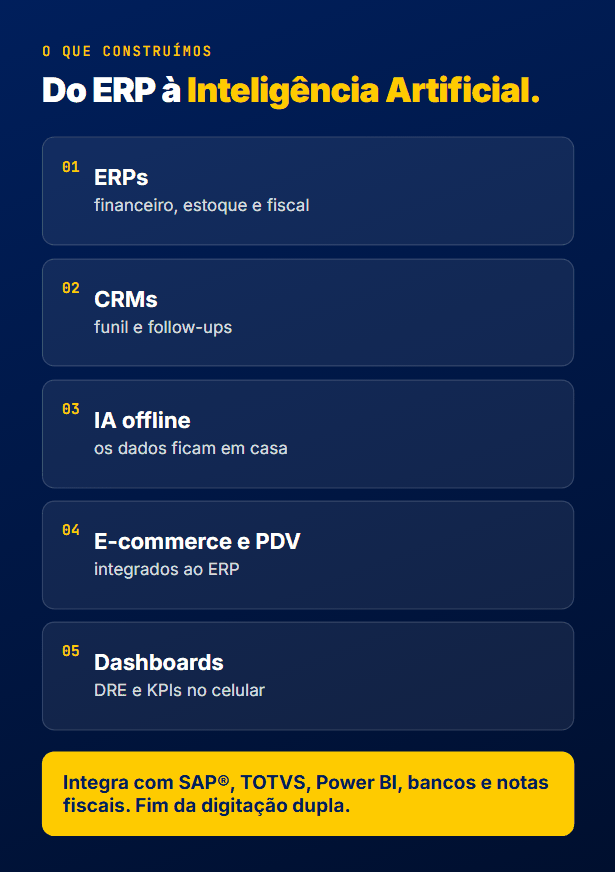 O QUE CONSTRUÍMOS
Do ERP à Inteligência Artificial.
01
ERPs
financeiro, estoque e fiscal
02
CRMs
funil e follow-ups
03
IA offline
os dados ficam em casa
04
E-commerce e PDV
integrados ao ERP
05
Dashboards
DRE e KPIs no celular
Integra com SAP®, TOTVS, Power BI, bancos e notas
fiscais. Fim da digitação dupla.